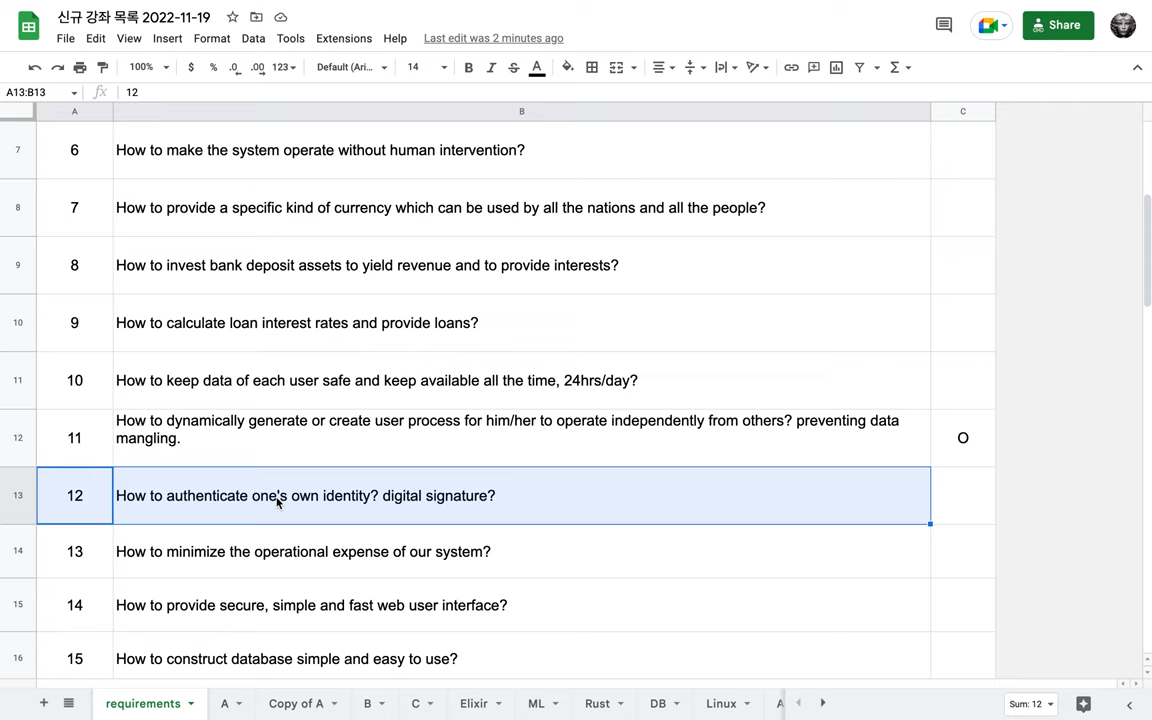 신규 강좌 목록 2022-11-19
File Edit View Insert Format Data Tools Extensions Help Last edit was 2 minutes ago
Share
100% $ % .0 .00 123 Default (Ari... 14 B I S A
A13:B13 fx 12
A B C
7 6 How to make the system operate without human intervention?
8 7 How to provide a specific kind of currency which can be used by all the nations and all the people?
9 8 How to invest bank deposit assets to yield revenue and to provide interests?
10 9 How to calculate loan interest rates and provide loans?
11 10 How to keep data of each user safe and keep available all the time, 24hrs/day?
How to dynamically generate or create user process for him/her to operate independently from others? preventing data
12 11 mangling. O
13 12 How to authenticate one's own identity? digital signature?
14 13 How to minimize the operational expense of our system?
15 14 How to provide secure, simple and fast web user interface?
16 15 How to construct database simple and easy to use?
requirements A Copy of A B C Elixir ML Rust DB Linux Sum: 12